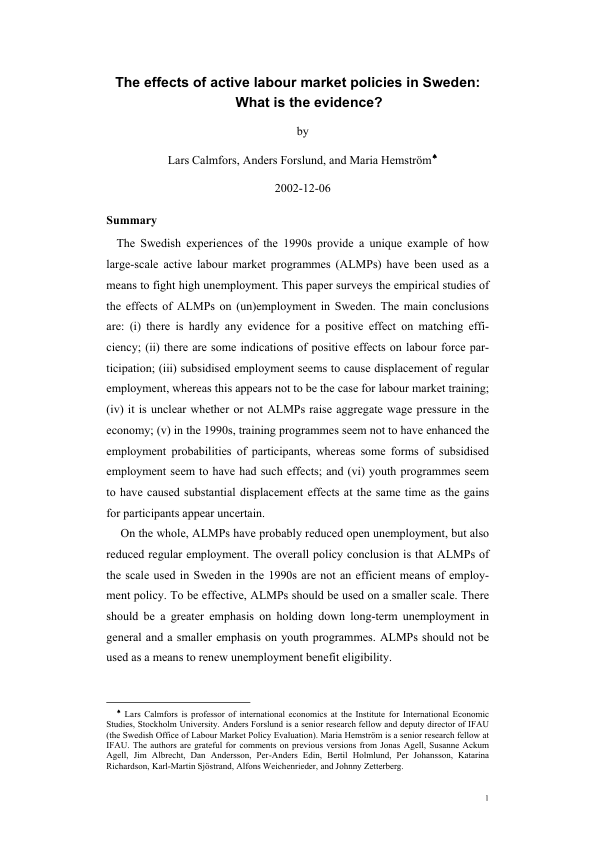 The effects of active labour market policies in Sweden:
What is the evidence?
by
Lars Calmfors, Anders Forslund, and Maria Hemström♠
2002-12-06
Summary
The Swedish experiences of the 1990s provide a unique example of how
large-scale active labour market programmes (ALMPs) have been used as a
means to fight high unemployment. This paper surveys the empirical studies of
the effects of ALMPs on (un)employment in Sweden. The main conclusions
are: (i) there is hardly any evidence for a positive effect on matching effi-
ciency; (ii) there are some indications of positive effects on labour force par-
ticipation; (iii) subsidised employment seems to cause displacement of regular
employment, whereas this appears not to be the case for labour market training;
(iv) it is unclear whether or not ALMPs raise aggregate wage pressure in the
economy; (v) in the 1990s, training programmes seem not to have enhanced the
employment probabilities of participants, whereas some forms of subsidised
employment seem to have had such effects; and (vi) youth programmes seem
to have caused substantial displacement effects at the same time as the gains
for participants appear uncertain.
On the whole, ALMPs have probably reduced open unemployment, but also
reduced regular employment. The overall policy conclusion is that ALMPs of
the scale used in Sweden in the 1990s are not an efficient means of employ-
ment policy. To be effective, ALMPs should be used on a smaller scale. There
should be a greater emphasis on holding down long-term unemployment in
general and a smaller emphasis on youth programmes. ALMPs should not be
used as a means to renew unemployment benefit eligibility.
♠ Lars Calmfors is professor of international economics at the Institute for International Economic
Studies, Stockholm University. Anders Forslund is a senior research fellow and deputy director of IFAU
(the Swedish Office of Labour Market Policy Evaluation). Maria Hemström is a senior research fellow at
IFAU. The authors are grateful for comments on previous versions from Jonas Agell, Susanne Ackum
Agell, Jim Albrecht, Dan Andersson, Per-Anders Edin, Bertil Holmlund, Per Johansson, Katarina
Richardson, Karl-Martin Sjöstrand, Alfons Weichenrieder, and Johnny Zetterberg.
1